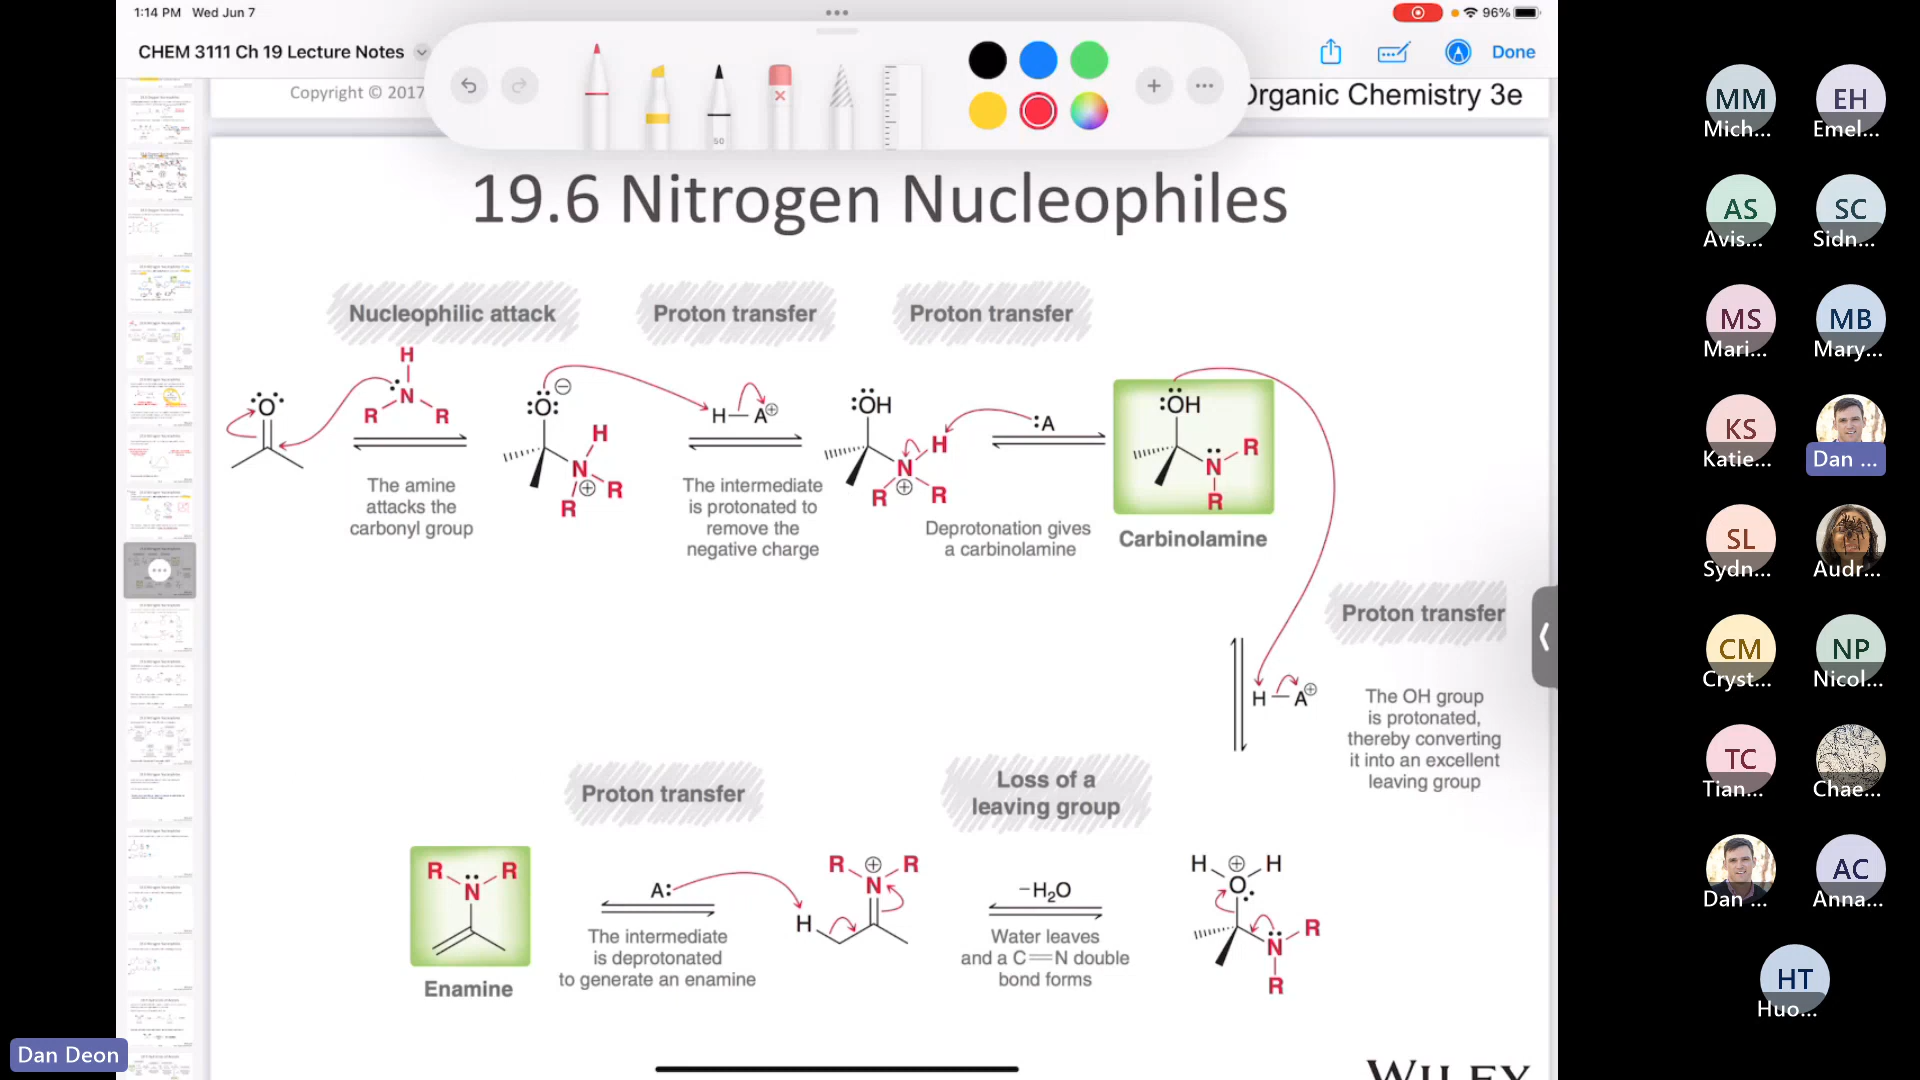 1:14 PM Wed Jun 7
96%
CHEM 3111 Ch 19 Lecture Notes
Done
50
Copyright © 2017
Organic Chemistry 3e
19.6 Nitrogen Nucleophiles
Nucleophilic attack
Proton transfer
Proton transfer
H
N
R
R
O
The amine
attacks the
carbonyl group
O
H
N
R
R
H
A
The intermediate
is protonated to
remove the
negative charge
OH
H
N
R
R
:A
Deprotonation gives
a carbinolamine
OH
R
N
R
Carbinolamine
Proton transfer
H
A
The OH group
is protonated,
thereby converting
it into an excellent
leaving group
Proton transfer
Loss of a
leaving group
R
R
N
Enamine
A:
The intermediate
is deprotonated
to generate an enamine
R
R
N
H
−H₂O
Water leaves
and a C=N double
bond forms
H
H
O
R
N
R
WILEY
MM
Mich...
EH
Emel...
AS
Avis...
SC
Sidn...
MS
Mari...
MB
Mary...
KS
Katie...
Dan ...
SL
Sydn...
Audr...
CM
Cryst...
NP
Nicol...
TC
Tian...
Chae...
Dan ...
AC
Anna...
HT
Huo...
Dan Deon